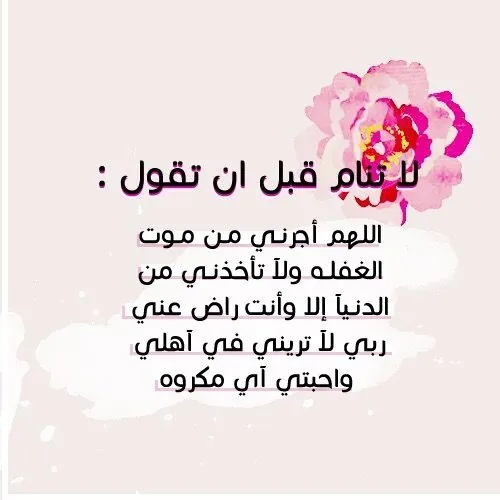 لا تنام قبل ان تقول :
اللهم أجرني من موت
الغفله ولآ تأخذني من
الدنيآ إلا وأنت راض عني
ربي لآ تريني في آهلي
واحبتي آي مكروه